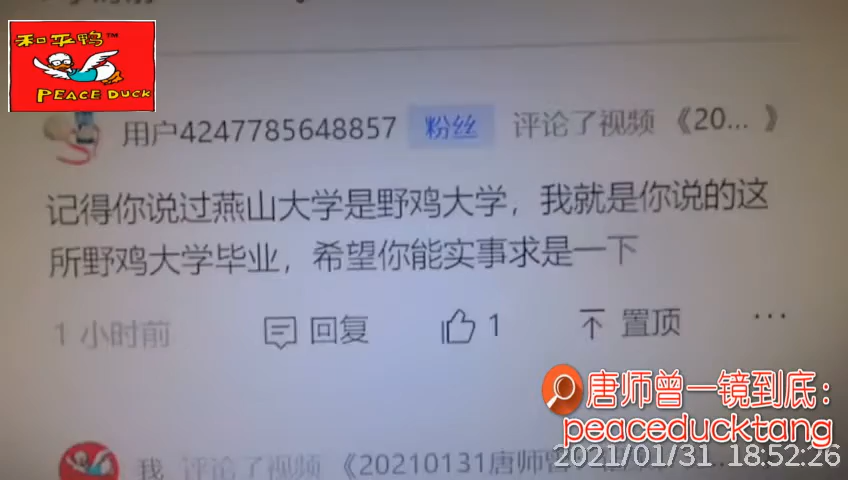 和平鸭™
PEACE DUCK
用户4247785648857 粉丝 评论了视频 《20... 》
记得你说过燕山大学是野鸡大学，我就是你说的这
所野鸡大学毕业，希望你能实事求是一下
1 小时前 回复 1 置顶 ...
唐师曾一镜到底：
peaceducktang
我 评论了视频 《20210131唐师曾一
2021/01/31 18:52:26